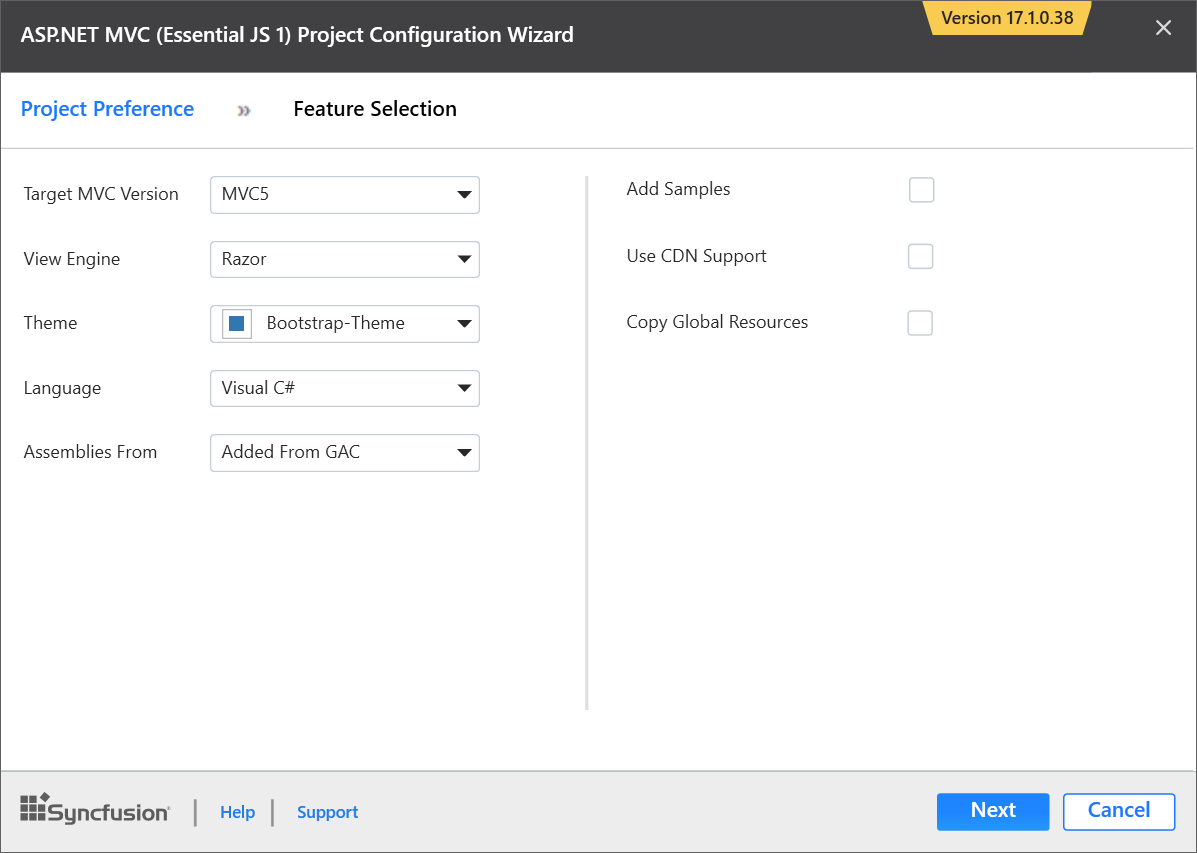 ASP.NET MVC (Essential JS 1) Project Configuration Wizard
Version 17.1.0.38
Project Preference » Feature Selection
Target MVC Version MVC5
View Engine Razor
Theme Bootstrap-Theme
Language Visual C#
Assemblies From Added From GAC
Add Samples
Use CDN Support
Copy Global Resources
Syncfusion | Help | Support
Next Cancel